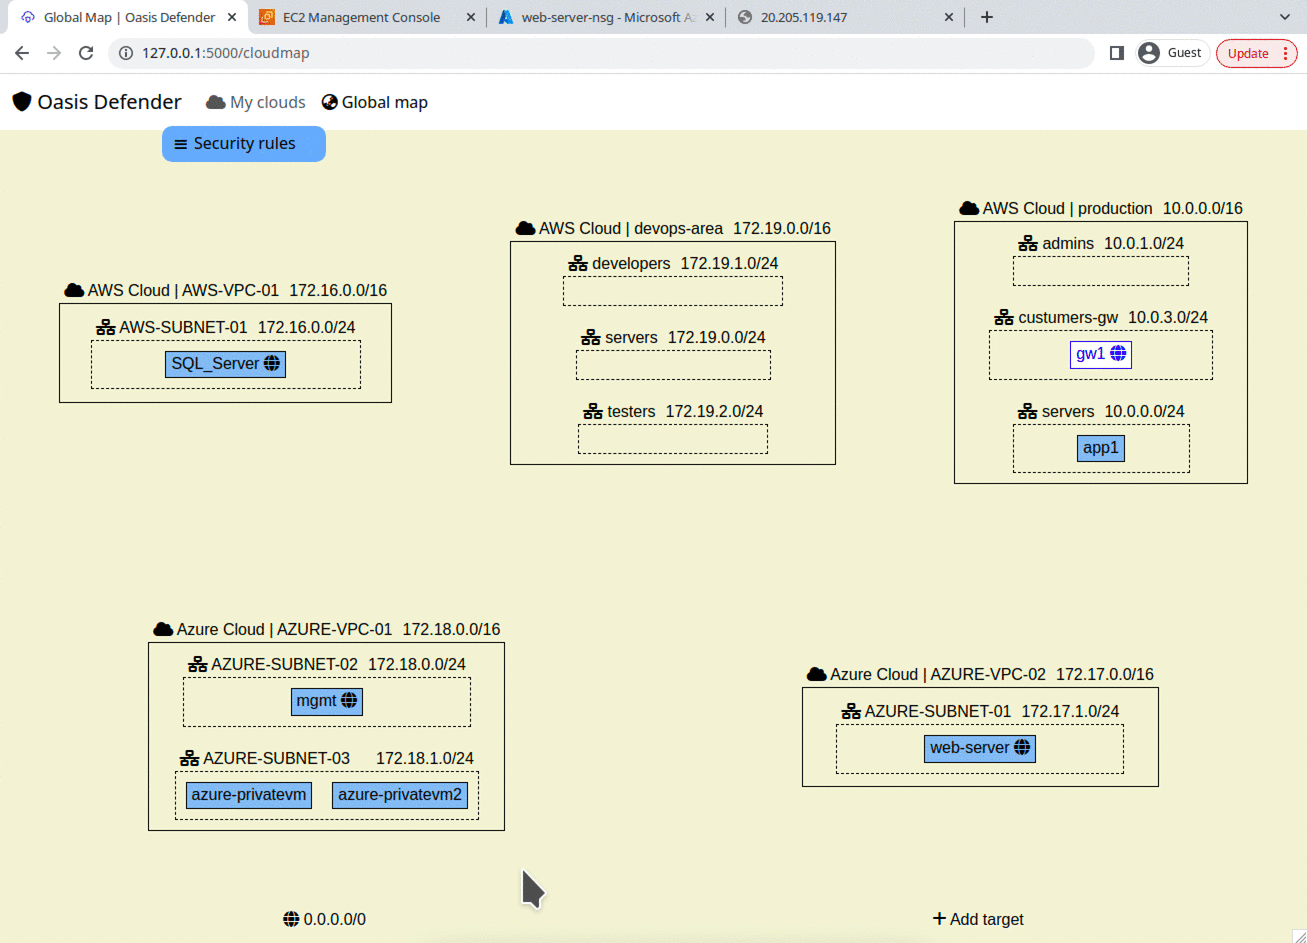 Global Map | Oasis Defender
EC2 Management Console
web-server-nsg - Microsoft Az
20.205.119.147
127.0.0.1:5000/cloudmap
Guest
Update
Oasis Defender
My clouds
Global map
Security rules
AWS Cloud | production 10.0.0.0/16
admins 10.0.1.0/24
custumers-gw 10.0.3.0/24
gw1
servers 10.0.0.0/24
app1
AWS Cloud | devops-area 172.19.0.0/16
developers 172.19.1.0/24
servers 172.19.0.0/24
testers 172.19.2.0/24
AWS Cloud | AWS-VPC-01 172.16.0.0/16
AWS-SUBNET-01 172.16.0.0/24
SQL_Server
Azure Cloud | AZURE-VPC-01 172.18.0.0/16
AZURE-SUBNET-02 172.18.0.0/24
mgmt
AZURE-SUBNET-03 172.18.1.0/24
azure-privatevm
azure-privatevm2
Azure Cloud | AZURE-VPC-02 172.17.0.0/16
AZURE-SUBNET-01 172.17.1.0/24
web-server
0.0.0.0/0
Add target